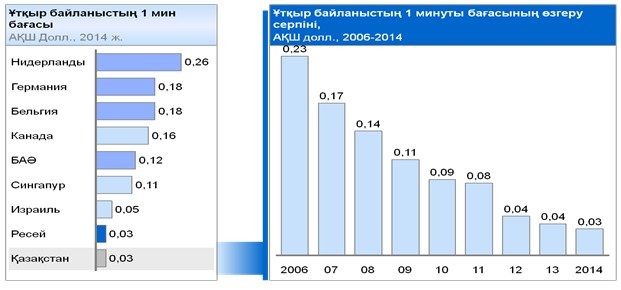 Ұтқыр байланыстың 1 мин
бағасы
АҚШ Долл., 2014 ж.
Нидерланды 0,26
Германия 0,18
Бельгия 0,18
Канада 0,16
БАӘ 0,12
Сингапур 0,11
Израиль 0,05
Ресей 0,03
Қазақстан 0,03
Ұтқыр байланыстың 1 минуты бағасының өзгеру
серпіні,
АҚШ долл., 2006-2014
0,23 0,17 0,14 0,11 0,09 0,08 0,04 0,04 0,03
2006 07 08 09 10 11 12 13 2014